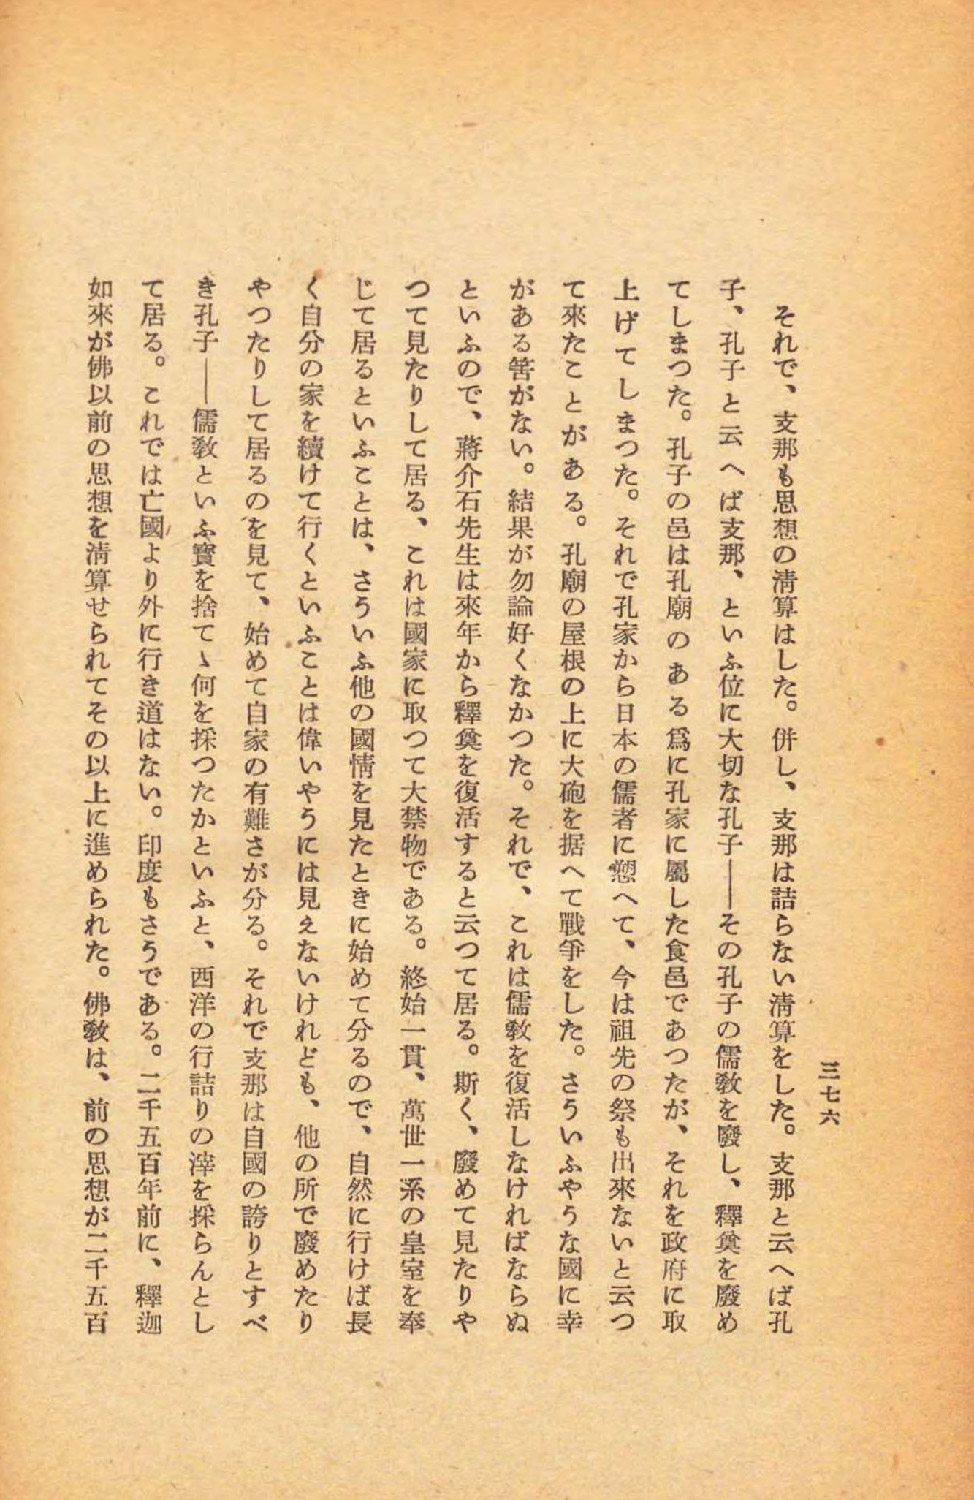 三七六
それで、支那も思想の淸算はした。併し、支那は詰らない淸算をした。支那と云へば孔
子、孔子と云へば支那、といふ位に大切な孔子――その孔子の儒敎を廢し、釋奠を廢め
てしまつた。孔子の邑は孔廟のある爲に孔家に屬した食邑であつたが、それを政府に取
上げてしまつた。それで孔家から日本の儒者に愬へて、今は祖先の祭も出來ないと云つ
て來たことがある。孔廟の屋根の上に大砲を据へて戰爭をした。さういふやうな國に幸
がある筈がない。結果が勿論好くなかつた。それで、これは儒敎を復活しなければならぬ
といふので、蔣介石先生は來年から釋奠を復活すると云つて居る。斯く、廢めて見たりや
つて見たりして居る、これは國家に取つて大禁物である。終始一貫、萬世一系の皇室を奉
じて居るといふことは、さういふ他の國情を見たときに始めて分るので、自然に行けば長
く自分の家を續けて行くといふことは偉いやうには見えないけれども、他の所で廢めたり
やつたりして居るのを見て、始めて自家の有難さが分る。それで支那は自國の誇りとすべ
き孔子――儒敎といふ寶を捨てゝ何を採つたかといふと、西洋の行詰りの滓を採らんとし
て居る。これでは亡國より外に行き道はない。印度もさうである。二千五百年前に、釋迦
如來が佛以前の思想を淸算せられてその以上に進められた。佛敎は、前の思想が二千五百